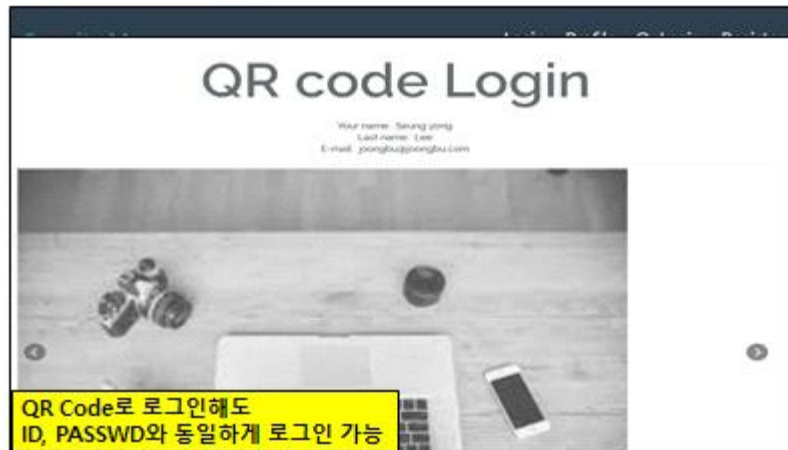 QR code Login
Your name: Seung yong
Last name: Lee
E-mail: joongbu@joongbu.com
QR Code로 로그인해도
ID, PASSWD와 동일하게 로그인 가능